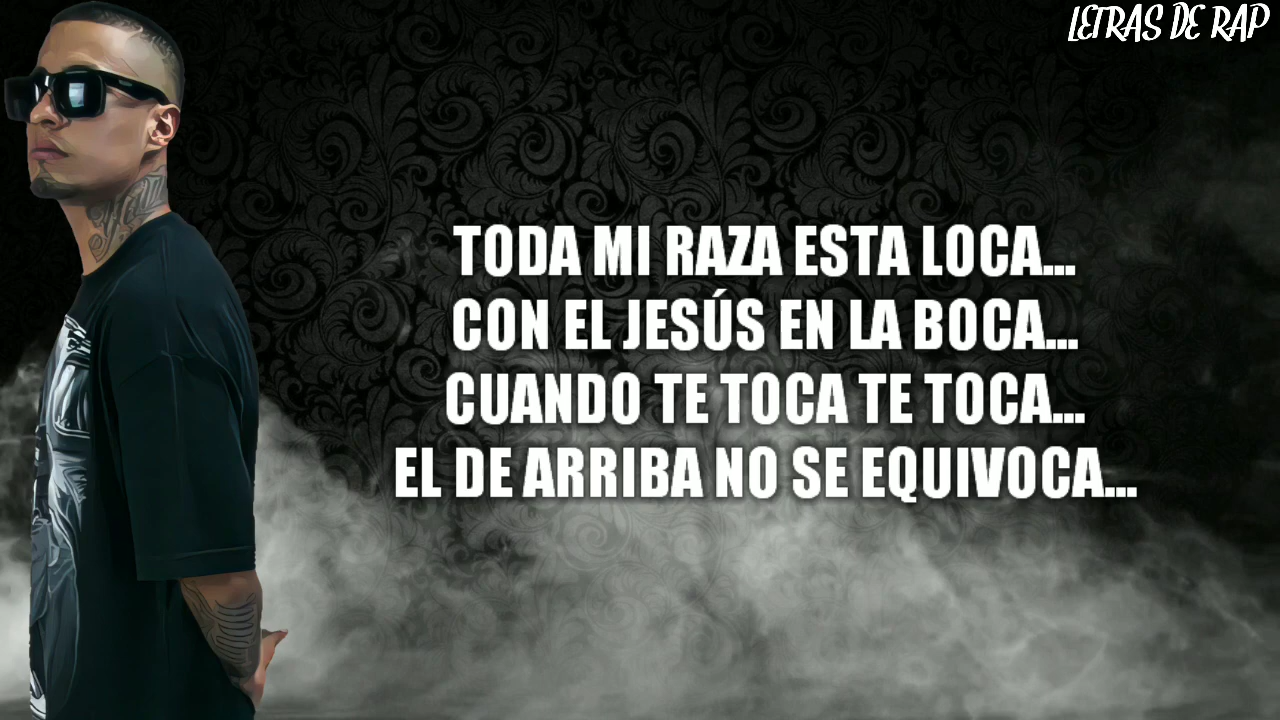 LETRAS DE RAP
TODA MI RAZA ESTA LOCA...
CON EL JESÚS EN LA BOCA...
CUANDO TE TOCA TE TOCA...
EL DE ARRIBA NO SE EQUIVOCA...